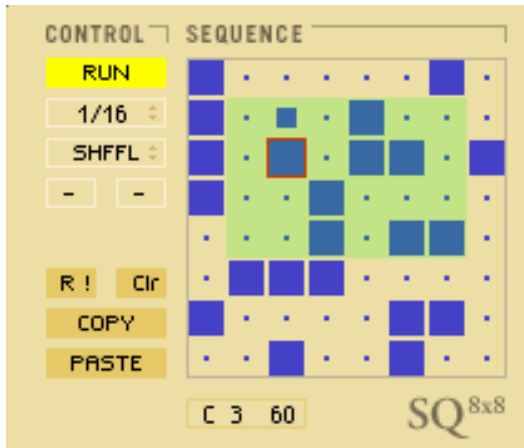 CONTROL
SEQUENCE
RUN
1/16
SHFFL
- -
R ! Clr
COPY
PASTE
C 3 60
SQ8x8